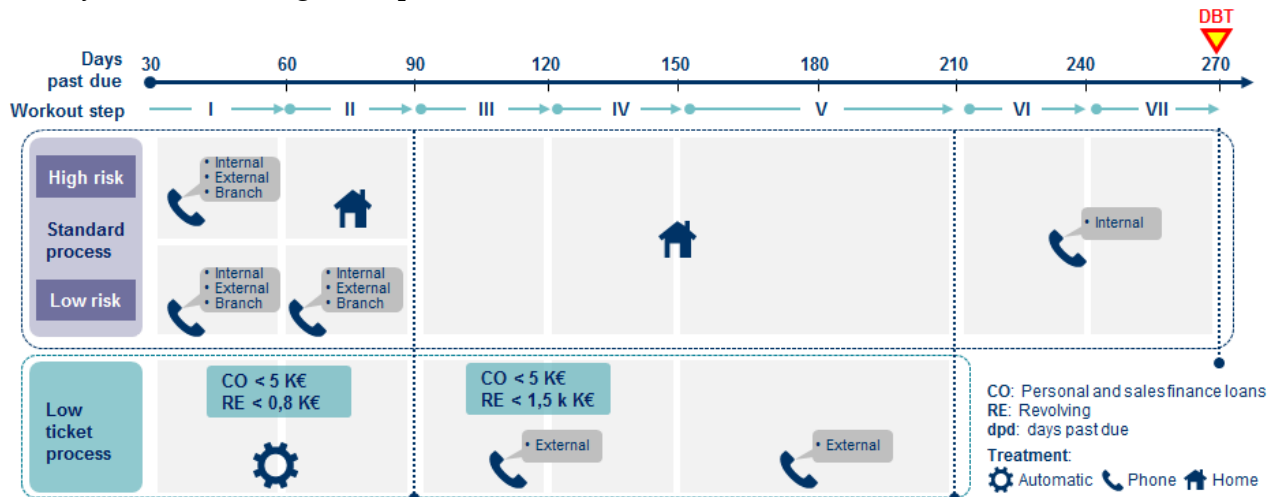 DBT
Days past due
30 60 90 120 150 180 210 240 270
Workout step
I II III IV V VI VII
High risk
• Internal
• External
• Branch
Standard process
• Internal
Low risk
• Internal
• External
• Branch
• Internal
• External
• Branch
Low ticket process
CO < 5 K€
RE < 0,8 K€
CO < 5 K€
RE < 1,5 k K€
• External
• External
CO: Personal and sales finance loans
RE: Revolving
dpd: days past due
Treatment:
Automatic Phone Home